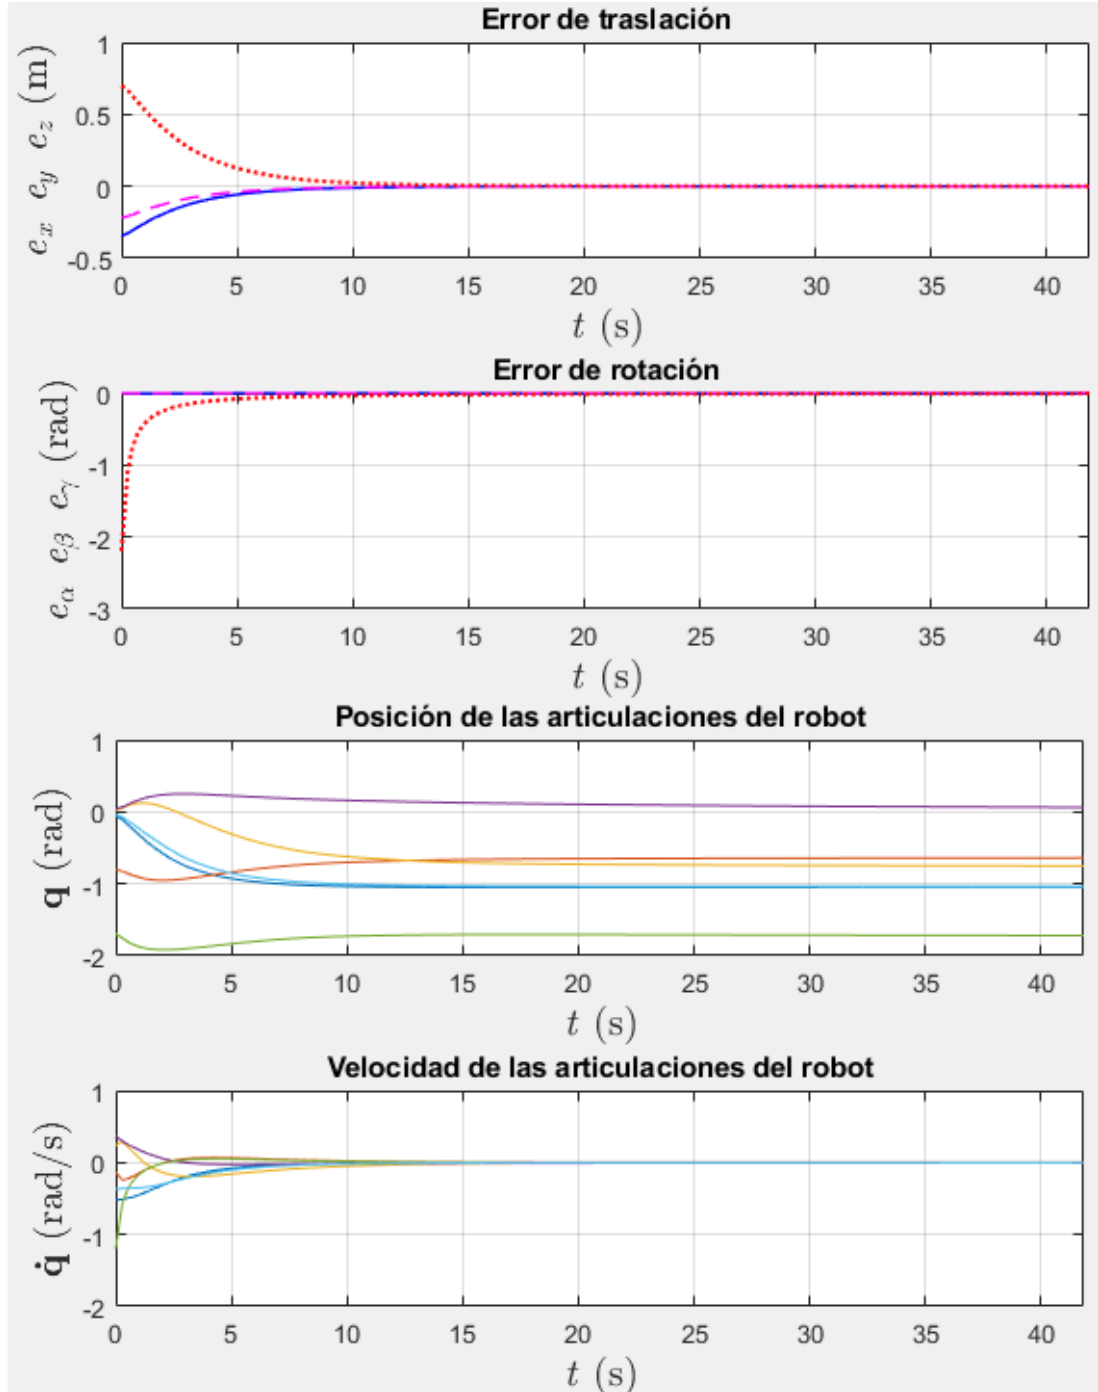 Error de traslación
e_x e_y e_z (m)
1
0.5
0
-0.5
0 5 10 15 20 25 30 35 40
t (s)
Error de rotación
e_α e_β e_γ (rad)
0
-1
-2
-3
0 5 10 15 20 25 30 35 40
t (s)
Posición de las articulaciones del robot
q (rad)
1
0
-1
-2
0 5 10 15 20 25 30 35 40
t (s)
Velocidad de las articulaciones del robot
q̇ (rad/s)
1
0
-1
-2
0 5 10 15 20 25 30 35 40
t (s)